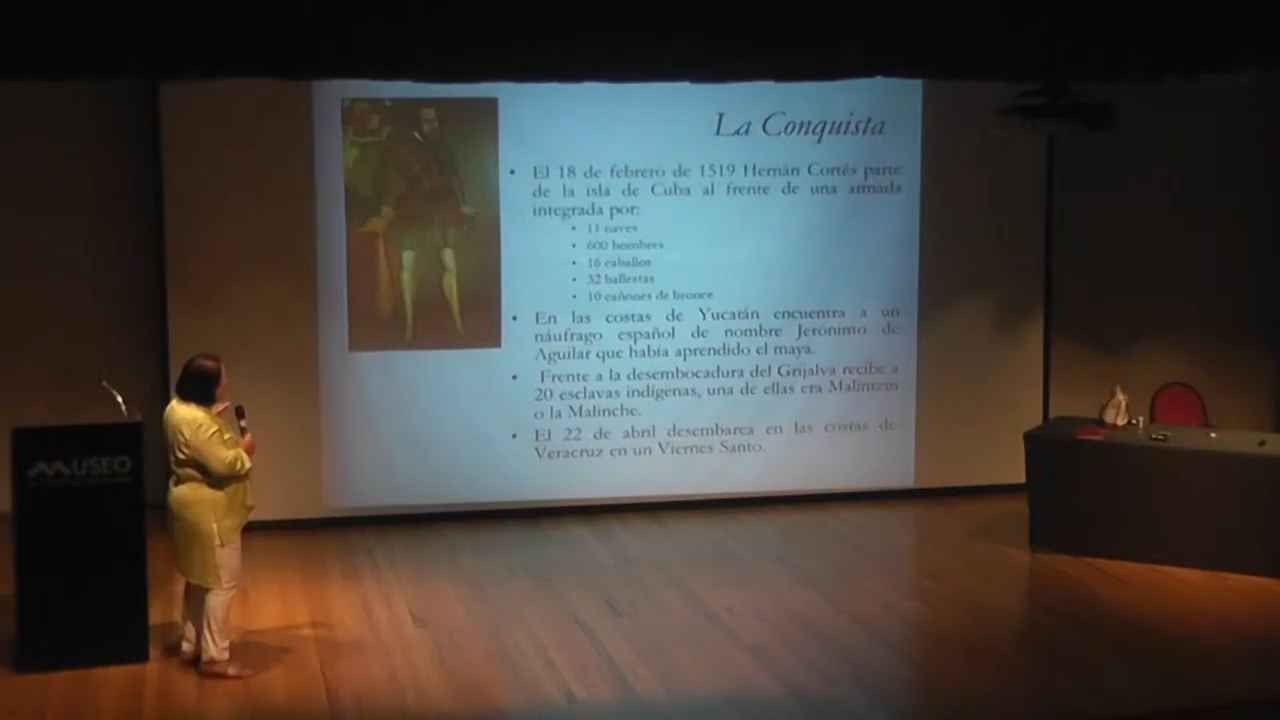 La Conquista
• El 18 de febrero de 1519 Hernán Cortés parte
de la isla de Cuba al frente de una armada
integrada por:
• 11 naves
• 600 hombres
• 16 caballos
• 32 ballestas
• 10 cañones de bronce
• En las costas de Yucatán encuentra a un
náufrago español de nombre Jerónimo de
Aguilar que había aprendido el maya.
• Frente a la desembocadura del Grijalva recibe a
20 esclavas indígenas, una de ellas era Malintzin
o la Malinche.
• El 22 de abril desembarca en las costas de
Veracruz en un Viernes Santo.
MUSEO